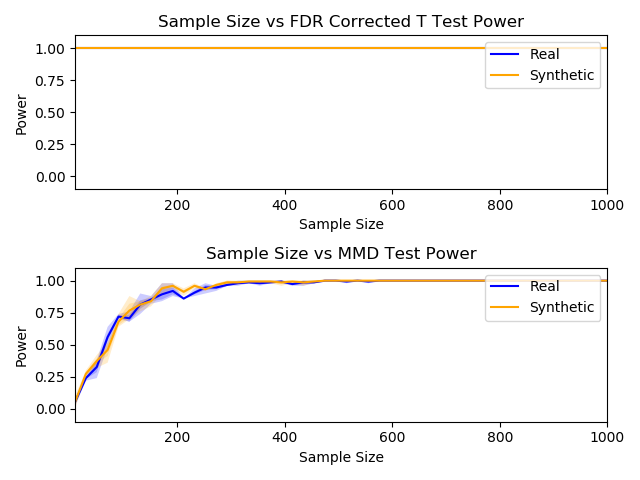 Sample Size vs FDR Corrected T Test Power
1.00
0.75
0.50
0.25
0.00
Power
Real
Synthetic
200 400 600 800 1000
Sample Size
Sample Size vs MMD Test Power
1.00
0.75
0.50
0.25
0.00
Power
Real
Synthetic
200 400 600 800 1000
Sample Size